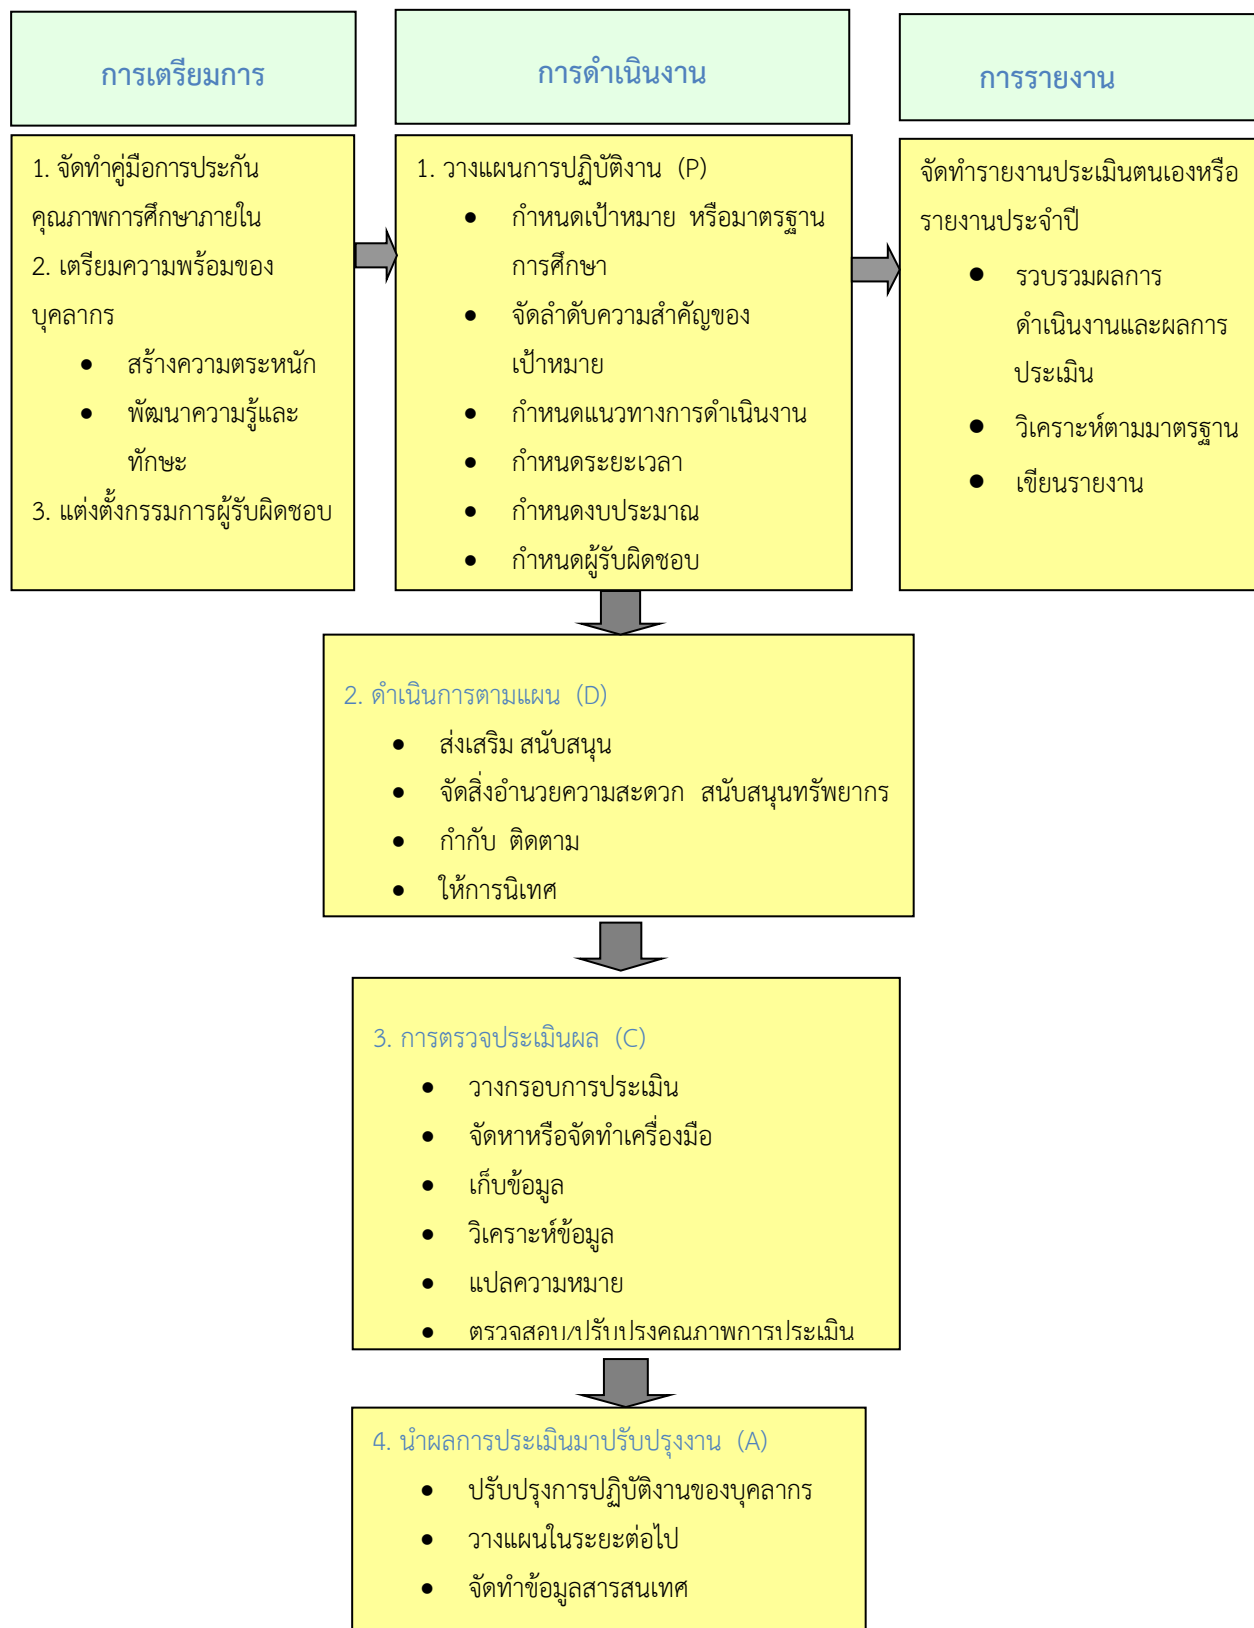 การเตรียมการ
1. จัดทำคู่มือการประกัน
คุณภาพการศึกษาภายใน
2. เตรียมความพร้อมของ
บุคลากร
● สร้างความตระหนัก
● พัฒนาความรู้และ
ทักษะ
3. แต่งตั้งกรรมการผู้รับผิดชอบ
การดำเนินงาน
1. วางแผนการปฏิบัติงาน (P)
● กำหนดเป้าหมาย หรือมาตรฐาน
การศึกษา
● จัดลำดับความสำคัญของ
เป้าหมาย
● กำหนดแนวทางการดำเนินงาน
● กำหนดระยะเวลา
● กำหนดงบประมาณ
● กำหนดผู้รับผิดชอบ
การรายงาน
จัดทำรายงานประเมินตนเองหรือ
รายงานประจำปี
● รวบรวมผลการ
ดำเนินงานและผลการ
ประเมิน
● วิเคราะห์ตามมาตรฐาน
● เขียนรายงาน
2. ดำเนินการตามแผน (D)
● ส่งเสริม สนับสนุน
● จัดสิ่งอำนวยความสะดวก สนับสนุนทรัพยากร
● กำกับ ติดตาม
● ให้การนิเทศ
3. การตรวจประเมินผล (C)
● วางกรอบการประเมิน
● จัดหาหรือจัดทำเครื่องมือ
● เก็บข้อมูล
● วิเคราะห์ข้อมูล
● แปลความหมาย
● ตรวจสอบ/ปรับปรุงคุณภาพการประเมิน
4. นำผลการประเมินมาปรับปรุงงาน (A)
● ปรับปรุงการปฏิบัติงานของบุคลากร
● วางแผนในระยะต่อไป
● จัดทำข้อมูลสารสนเทศ